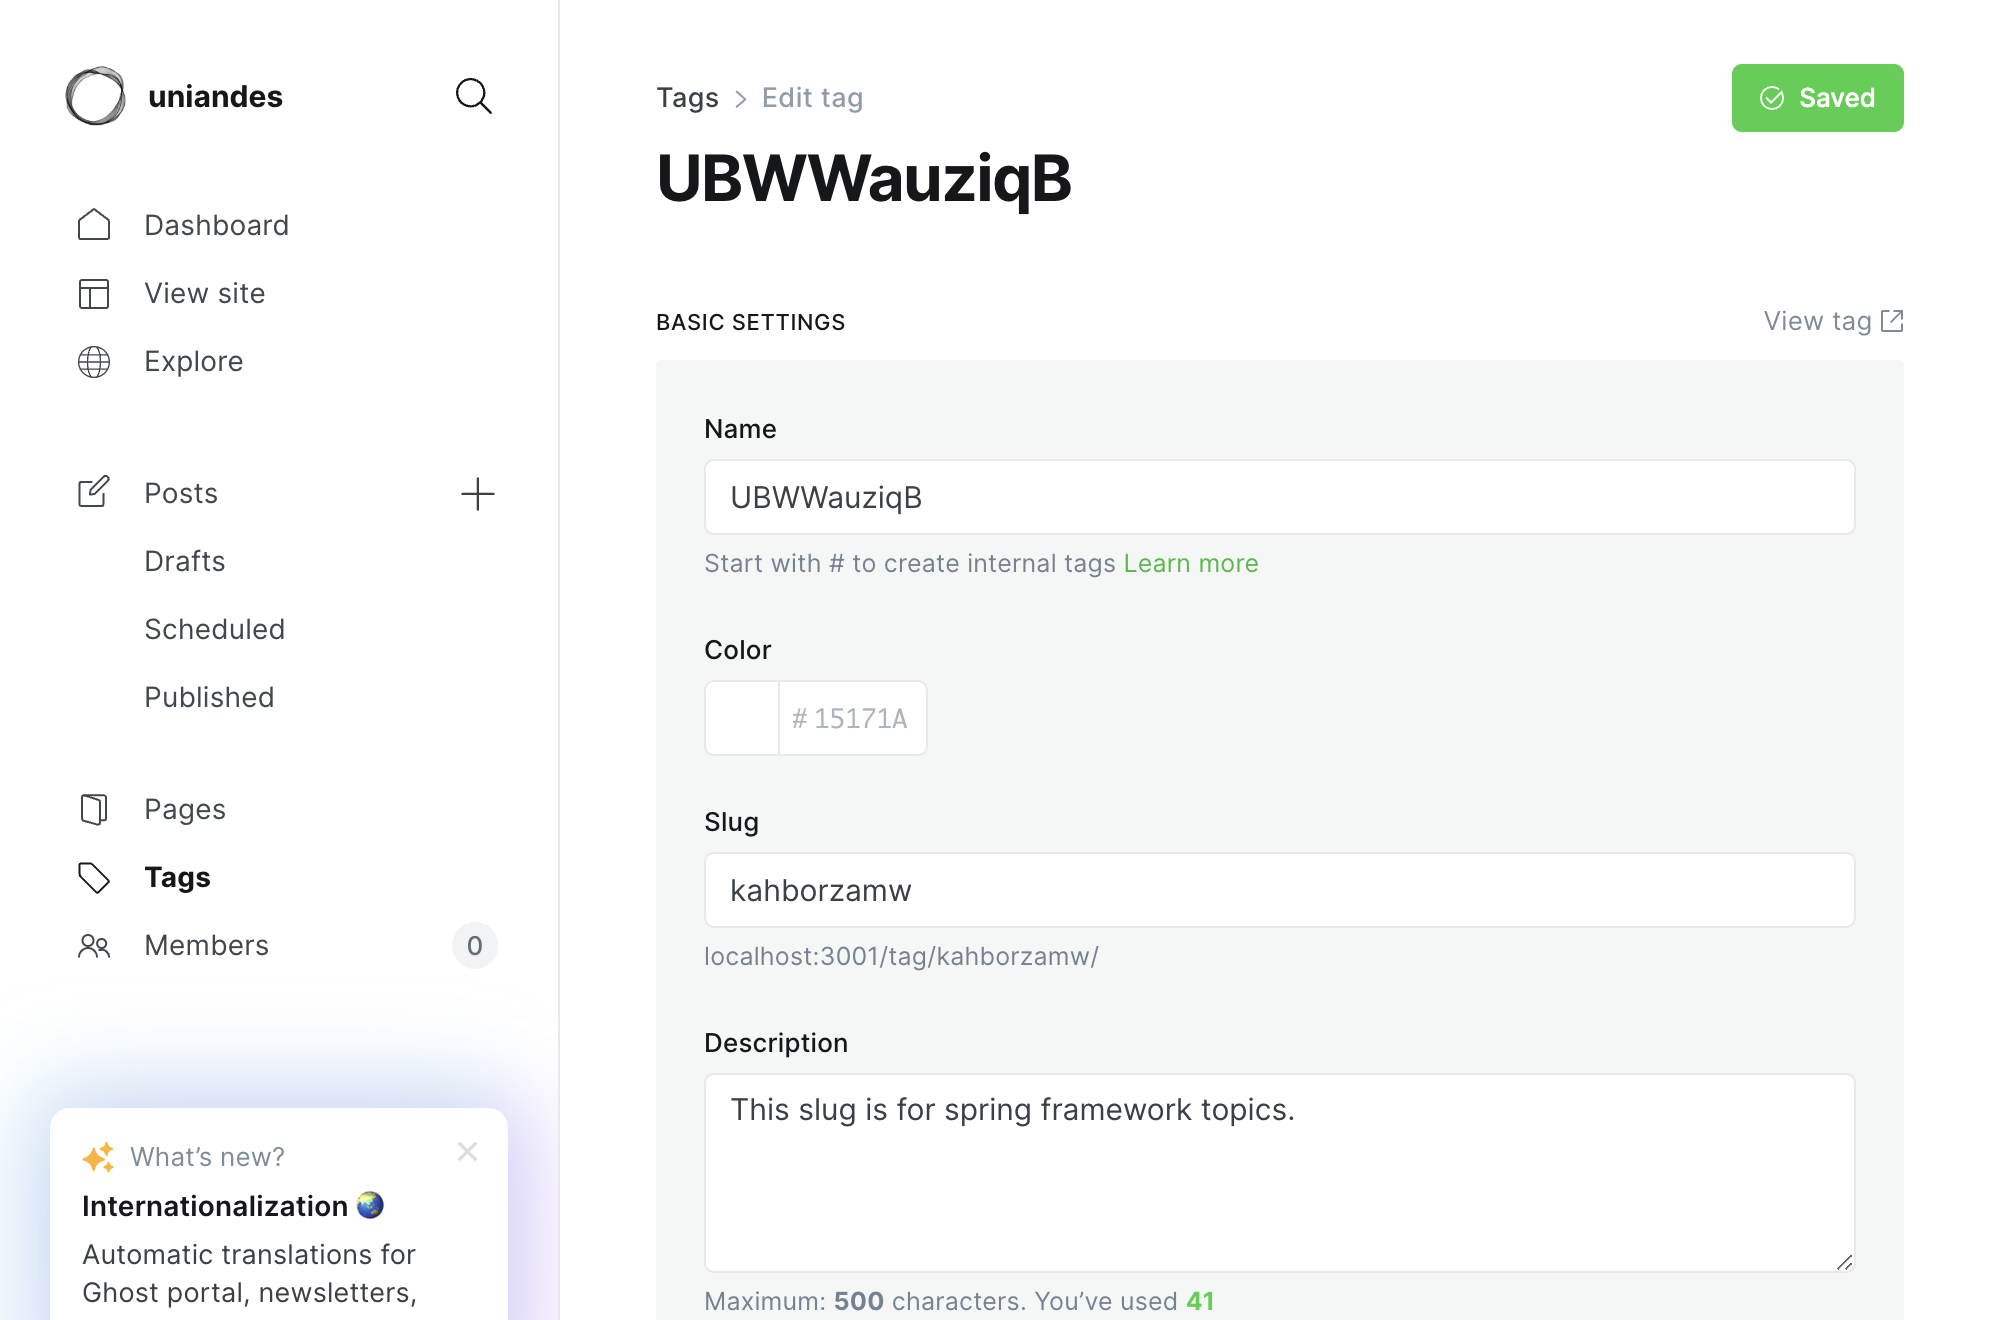 uniandes
Dashboard
View site
Explore
Posts
Drafts
Scheduled
Published
Pages
Tags
Members 0
What’s new?
Internationalization
Automatic translations for
Ghost portal, newsletters,
Tags > Edit tag
Saved
UBWWauziqB
BASIC SETTINGS
View tag
Name
UBWWauziqB
Start with # to create internal tags Learn more
Color
# 15171A
Slug
kahborzamw
localhost:3001/tag/kahborzamw/
Description
This slug is for spring framework topics.
Maximum: 500 characters. You’ve used 41